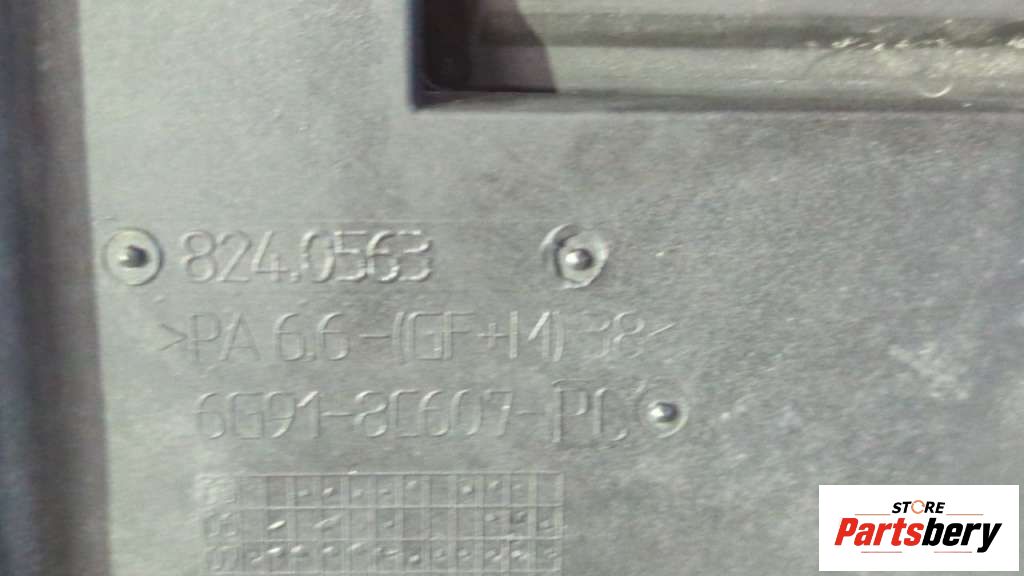 824.0563
>PA 6.6-(GF+M)38<
6G91-8C607-PC
STORE
Partsbery